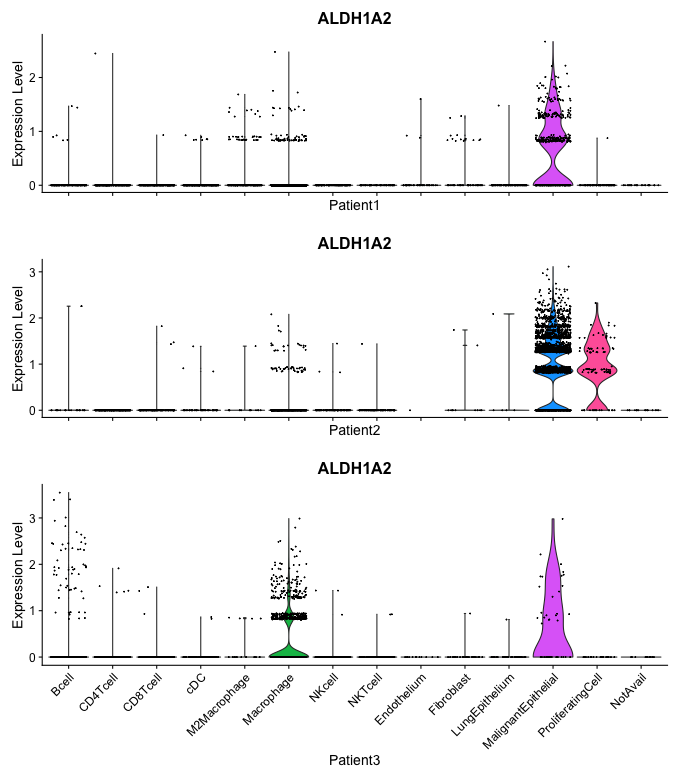 ALDH1A2
Expression Level
2
1
0
Patient1
ALDH1A2
Expression Level
3
2
1
0
Patient2
ALDH1A2
Expression Level
3
2
1
0
Bcell
CD4Tcell
CD8Tcell
cDC
M2Macrophage
Macrophage
NKcell
NKTcell
Endothelium
Fibroblast
LungEpithelium
MalignantEpithelial
ProliferatingCell
NotAvail
Patient3